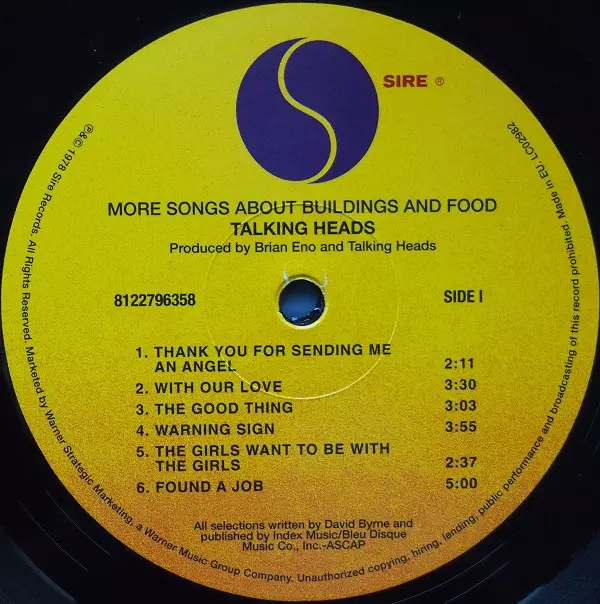 SIRE ®
MORE SONGS ABOUT BUILDINGS AND FOOD
TALKING HEADS
Produced by Brian Eno and Talking Heads
8122796358
SIDE I
1. THANK YOU FOR SENDING ME
AN ANGEL 2:11
2. WITH OUR LOVE 3:30
3. THE GOOD THING 3:03
4. WARNING SIGN 3:55
5. THE GIRLS WANT TO BE WITH
THE GIRLS 2:37
6. FOUND A JOB 5:00
All selections written by David Byrne and
published by Index Music/Bleu Disque
Music Co., Inc.-ASCAP
℗&© 1978 Sire Records. All Rights Reserved. Marketed by Warner Strategic Marketing, a Warner Music Group Company. Unauthorized copying, hiring, lending, public performance and broadcasting of this record prohibited. Made in EU. LC02982